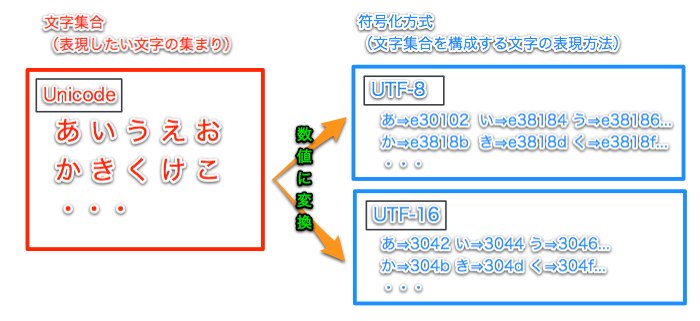 文字集合
（表現したい文字の集まり）
Unicode
あ い う え お
か き く け こ
・ ・ ・
数値に変換
符号化方式
（文字集合を構成する文字の表現方法）
UTF-8
あ⇒e30102 い⇒e38184 う⇒e38186...
か⇒e3818b き⇒e3818d く⇒e3818f...
・・・
UTF-16
あ⇒3042 い⇒3044 う⇒3046...
か⇒304b き⇒304d く⇒304f...
・・・